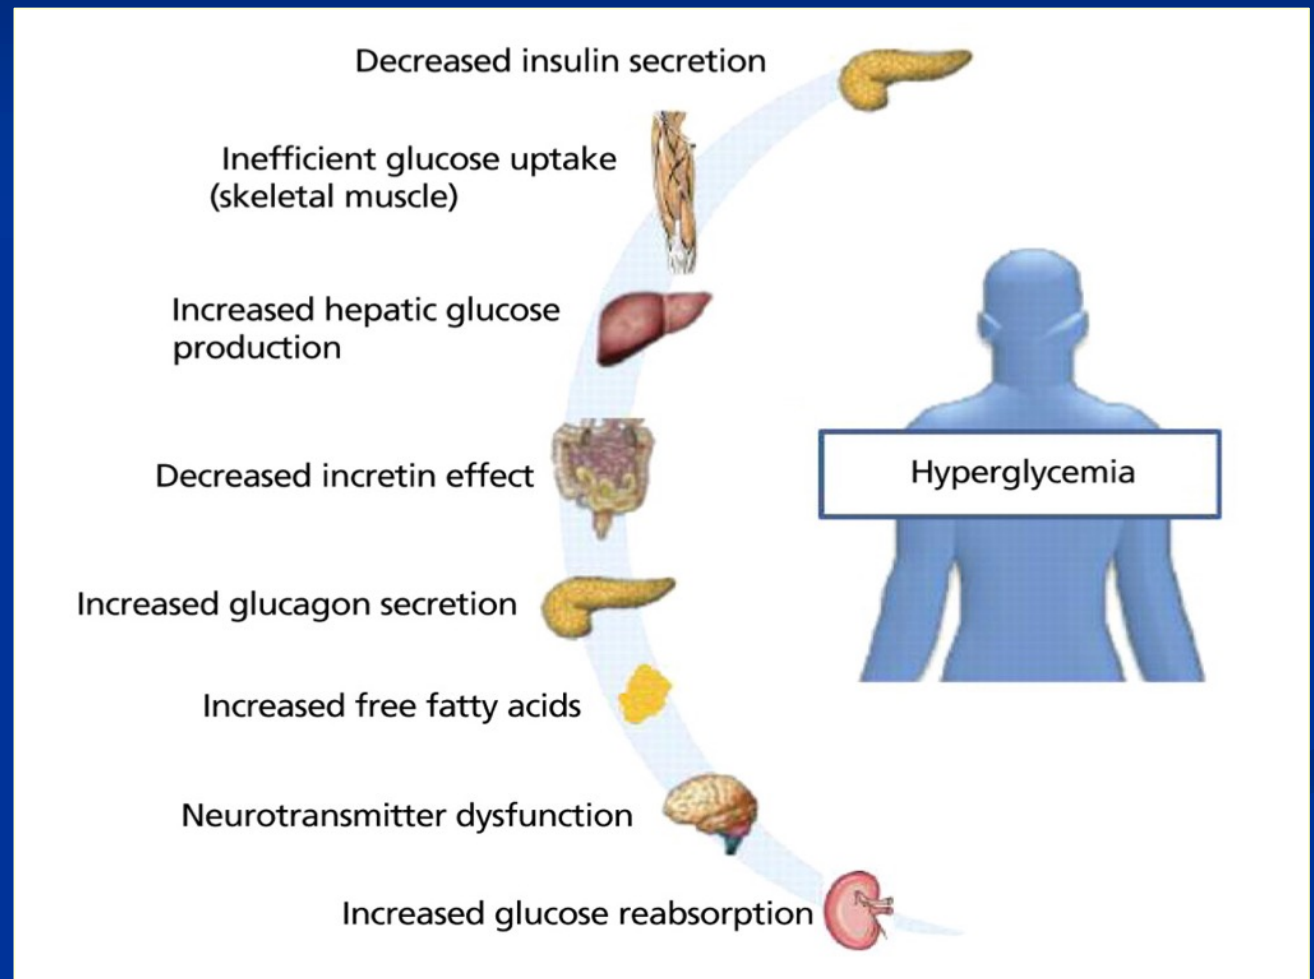 Decreased insulin secretion
Inefficient glucose uptake
(skeletal muscle)
Increased hepatic glucose
production
Decreased incretin effect
Hyperglycemia
Increased glucagon secretion
Increased free fatty acids
Neurotransmitter dysfunction
Increased glucose reabsorption